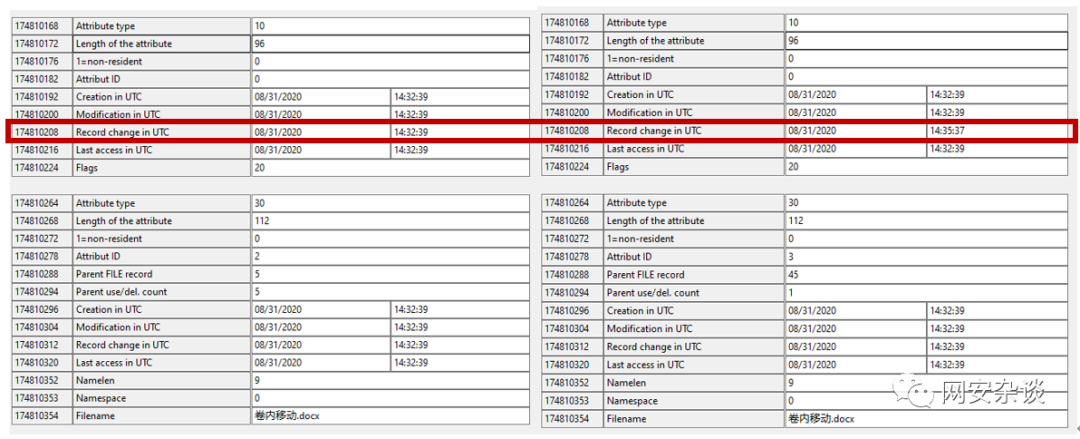 174810168 Attribute type 10
174810172 Length of the attribute 96
174810176 1=non-resident 0
174810182 Attribut ID 0
174810192 Creation in UTC 08/31/2020 14:32:39
174810200 Modification in UTC 08/31/2020 14:32:39
174810208 Record change in UTC 08/31/2020 14:32:39
174810216 Last access in UTC 08/31/2020 14:32:39
174810224 Flags 20
174810264 Attribute type 30
174810268 Length of the attribute 112
174810272 1=non-resident 0
174810278 Attribut ID 2
174810288 Parent FILE record 5
174810294 Parent use/del. count 5
174810296 Creation in UTC 08/31/2020 14:32:39
174810304 Modification in UTC 08/31/2020 14:32:39
174810312 Record change in UTC 08/31/2020 14:32:39
174810320 Last access in UTC 08/31/2020 14:32:39
174810352 Namelen 9
174810353 Namespace 0
174810354 Filename 卷内移动.docx
174810168 Attribute type 10
174810172 Length of the attribute 96
174810176 1=non-resident 0
174810182 Attribut ID 0
174810192 Creation in UTC 08/31/2020 14:32:39
174810200 Modification in UTC 08/31/2020 14:32:39
174810208 Record change in UTC 08/31/2020 14:35:37
174810216 Last access in UTC 08/31/2020 14:32:39
174810224 Flags 20
174810264 Attribute type 30
174810268 Length of the attribute 112
174810272 1=non-resident 0
174810278 Attribut ID 3
174810288 Parent FILE record 45
174810294 Parent use/del. count 1
174810296 Creation in UTC 08/31/2020 14:32:39
174810304 Modification in UTC 08/31/2020 14:32:39
174810312 Record change in UTC 08/31/2020 14:32:39
174810320 Last access in UTC 08/31/2020 14:32:39
174810352 Namelen 9
174810353 Namespace 0
174810354 Filename 卷内移动.docx
网安杂谈